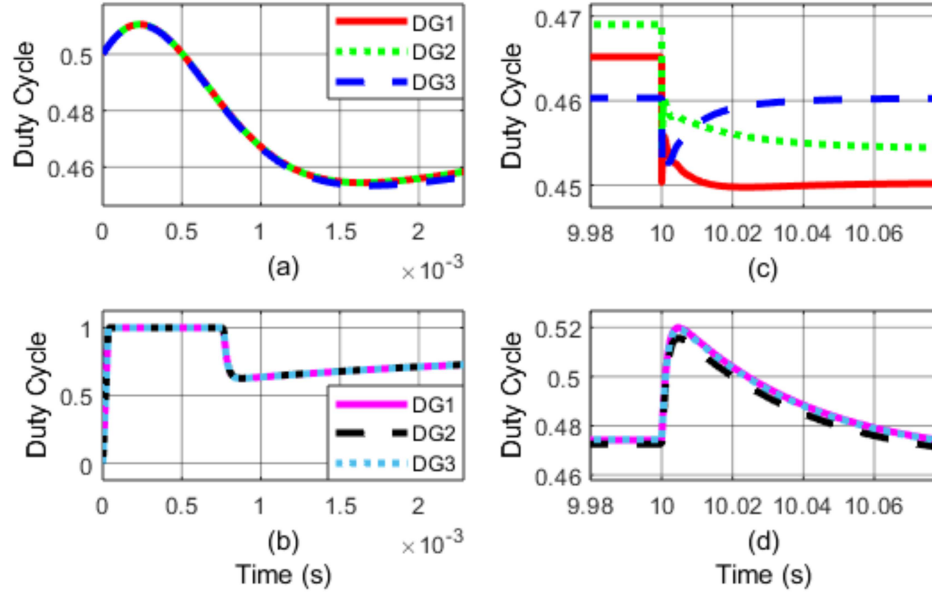 Duty Cycle
0.5
0.48
0.46
DG1
DG2
DG3
0 0.5 1 1.5 2
(a)
× 10⁻³
Duty Cycle
0.47
0.46
0.45
9.98 10 10.02 10.04 10.06
(c)
Duty Cycle
1
0.5
0
DG1
DG2
DG3
0 0.5 1 1.5 2
(b)
× 10⁻³
Time (s)
Duty Cycle
0.52
0.5
0.48
0.46
9.98 10 10.02 10.04 10.06
(d)
Time (s)